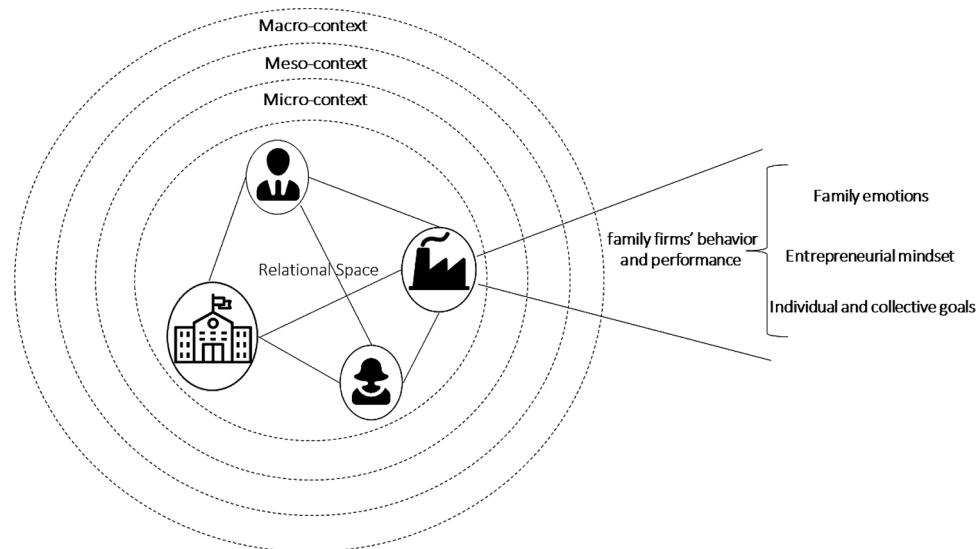 Macro-context
Meso-context
Micro-context
Relational Space
family firms' behavior
and performance
Family emotions
Entrepreneurial mindset
Individual and collective goals